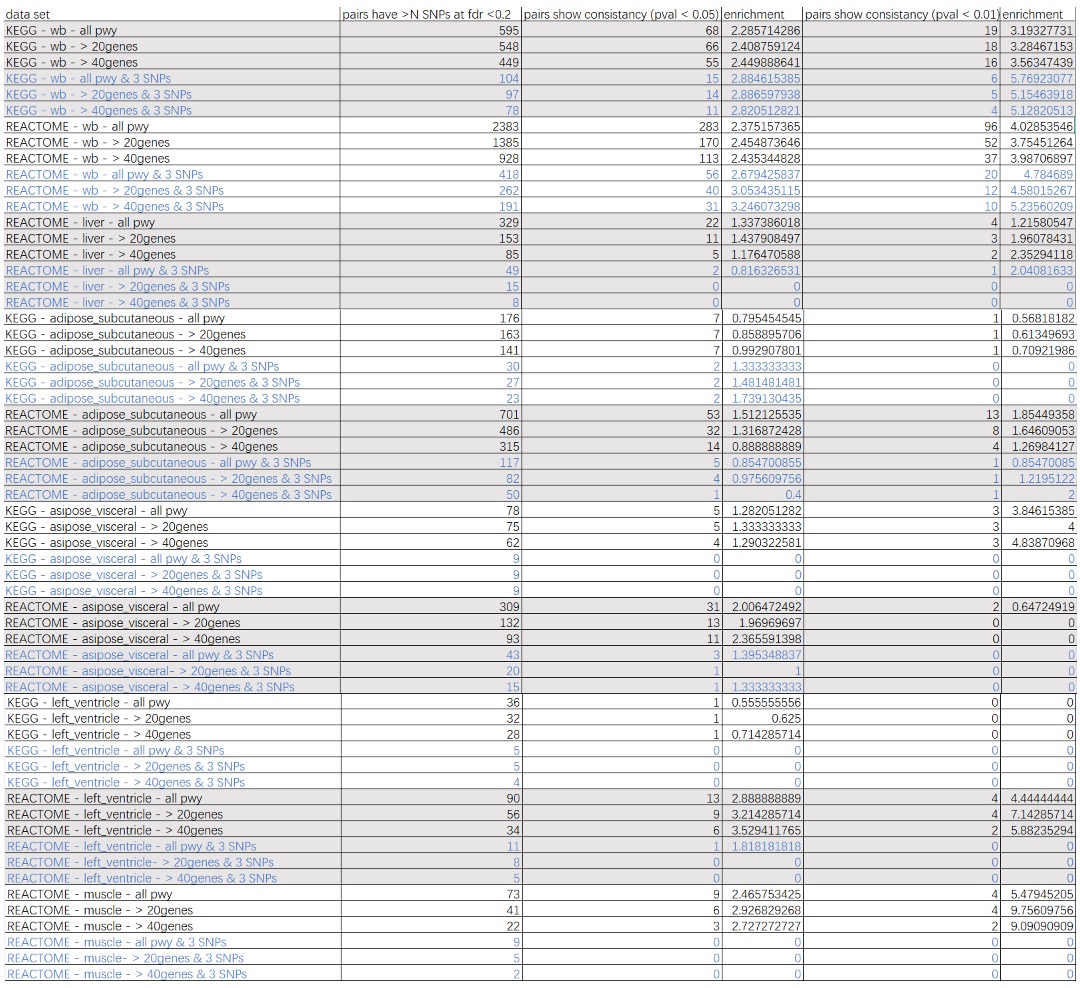 data set pairs have >N SNPs at fdr <0.2 pairs show consistancy (pval < 0.05) enrichment pairs show consistancy (pval < 0.01) enrichment
KEGG - wb - all pwy 595 68 2.285714286 19 3.19327731
KEGG - wb - > 20genes 548 66 2.408759124 18 3.28467153
KEGG - wb - > 40genes 449 55 2.449888641 16 3.56347439
KEGG - wb - all pwy & 3 SNPs 104 15 2.884615385 6 5.76923077
KEGG - wb - > 20genes & 3 SNPs 97 14 2.886597938 5 5.15463918
KEGG - wb - > 40genes & 3 SNPs 78 11 2.820512821 4 5.12820513
REACTOME - wb - all pwy 2383 283 2.375157365 96 4.02853546
REACTOME - wb - > 20genes 1385 170 2.454873646 52 3.75451264
REACTOME - wb - > 40genes 928 113 2.435344828 37 3.98706897
REACTOME - wb - all pwy & 3 SNPs 418 56 2.679425837 20 4.784689
REACTOME - wb - > 20genes & 3 SNPs 262 40 3.053435115 12 4.58015267
REACTOME - wb - > 40genes & 3 SNPs 191 31 3.246073298 10 5.23560209
REACTOME - liver - all pwy 329 22 1.337386018 4 1.21580547
REACTOME - liver - > 20genes 153 11 1.437908497 3 1.96078431
REACTOME - liver - > 40genes 85 5 1.176470588 2 2.35294118
REACTOME - liver - all pwy & 3 SNPs 49 2 0.816326531 1 2.04081633
REACTOME - liver - > 20genes & 3 SNPs 15 0 0 0 0
REACTOME - liver - > 40genes & 3 SNPs 8 0 0 0 0
KEGG - adipose_subcutaneous - all pwy 176 7 0.795454545 1 0.56818182
KEGG - adipose_subcutaneous - > 20genes 163 7 0.858895706 1 0.61349693
KEGG - adipose_subcutaneous - > 40genes 141 7 0.992907801 1 0.70921986
KEGG - adipose_subcutaneous - all pwy & 3 SNPs 30 2 1.333333333 0 0
KEGG - adipose_subcutaneous - > 20genes & 3 SNPs 27 2 1.481481481 0 0
KEGG - adipose_subcutaneous - > 40genes & 3 SNPs 23 2 1.739130435 0 0
REACTOME - adipose_subcutaneous - all pwy 701 53 1.512125535 13 1.85449358
REACTOME - adipose_subcutaneous - > 20genes 486 32 1.316872428 8 1.64609053
REACTOME - adipose_subcutaneous - > 40genes 315 14 0.888888889 4 1.26984127
REACTOME - adipose_subcutaneous - all pwy & 3 SNPs 117 5 0.854700855 1 0.85470085
REACTOME - adipose_subcutaneous - > 20genes & 3 SNPs 82 4 0.975609756 1 1.2195122
REACTOME - adipose_subcutaneous - > 40genes & 3 SNPs 50 1 0.4 1 2
KEGG - asipose_visceral - all pwy 78 5 1.282051282 3 3.84615385
KEGG - asipose_visceral - > 20genes 75 5 1.333333333 3 4
KEGG - asipose_visceral - > 40genes 62 4 1.290322581 3 4.83870968
KEGG - asipose_visceral - all pwy & 3 SNPs 9 0 0 0 0
KEGG - asipose_visceral - > 20genes & 3 SNPs 9 0 0 0 0
KEGG - asipose_visceral - > 40genes & 3 SNPs 9 0 0 0 0
REACTOME - asipose_visceral - all pwy 309 31 2.006472492 2 0.64724919
REACTOME - asipose_visceral - > 20genes 132 13 1.96969697 0 0
REACTOME - asipose_visceral - > 40genes 93 11 2.365591398 0 0
REACTOME - asipose_visceral - all pwy & 3 SNPs 43 3 1.395348837 0 0
REACTOME - asipose_visceral- > 20genes & 3 SNPs 20 1 1 0 0
REACTOME - asipose_visceral - > 40genes & 3 SNPs 15 1 1.333333333 0 0
KEGG - left_ventricle - all pwy 36 1 0.555555556 0 0
KEGG - left_ventricle - > 20genes 32 1 0.625 0 0
KEGG - left_ventricle - > 40genes 28 1 0.714285714 0 0
KEGG - left_ventricle - all pwy & 3 SNPs 5 0 0 0 0
KEGG - left_ventricle - > 20genes & 3 SNPs 5 0 0 0 0
KEGG - left_ventricle - > 40genes & 3 SNPs 4 0 0 0 0
REACTOME - left_ventricle - all pwy 90 13 2.888888889 4 4.44444444
REACTOME - left_ventricle - > 20genes 56 9 3.214285714 4 7.14285714
REACTOME - left_ventricle - > 40genes 34 6 3.529411765 2 5.88235294
REACTOME - left_ventricle - all pwy & 3 SNPs 11 1 1.818181818 0 0
REACTOME - left_ventricle- > 20genes & 3 SNPs 8 0 0 0 0
REACTOME - left_ventricle- > 40genes & 3 SNPs 5 0 0 0 0
REACTOME - muscle - all pwy 73 9 2.465753425 4 5.47945205
REACTOME - muscle - > 20genes 41 6 2.926829268 4 9.75609756
REACTOME - muscle - > 40genes 22 3 2.727272727 2 9.09090909
REACTOME - muscle - all pwy & 3 SNPs 9 0 0 0 0
REACTOME - muscle- > 20genes & 3 SNPs 5 0 0 0 0
REACTOME - muscle- > 40genes & 3 SNPs 2 0 0 0 0